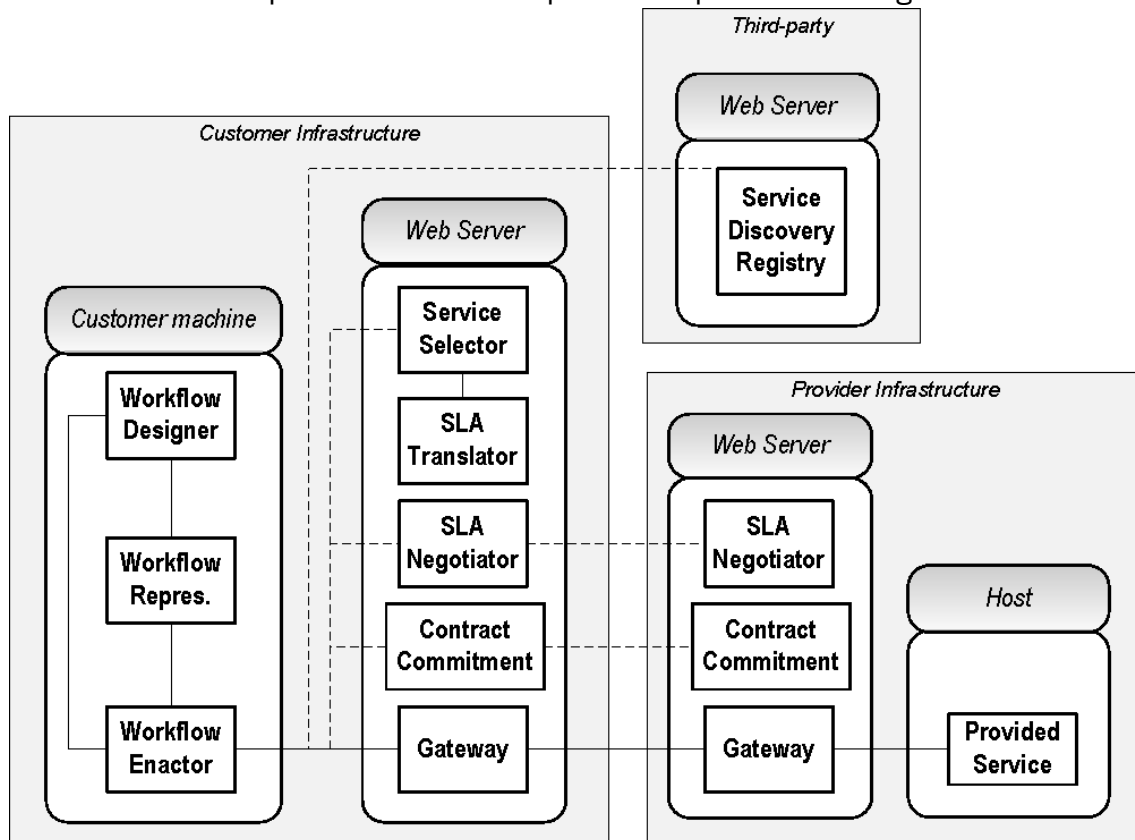 Third-party
Web Server
Service
Discovery
Registry
Customer Infrastructure
Web Server
Customer machine
Service
Selector
Workflow
Designer
SLA
Translator
SLA
Negotiator
Workflow
Repres.
Contract
Commitment
Workflow
Enactor
Gateway
Provider Infrastructure
Web Server
SLA
Negotiator
Contract
Commitment
Gateway
Host
Provided
Service